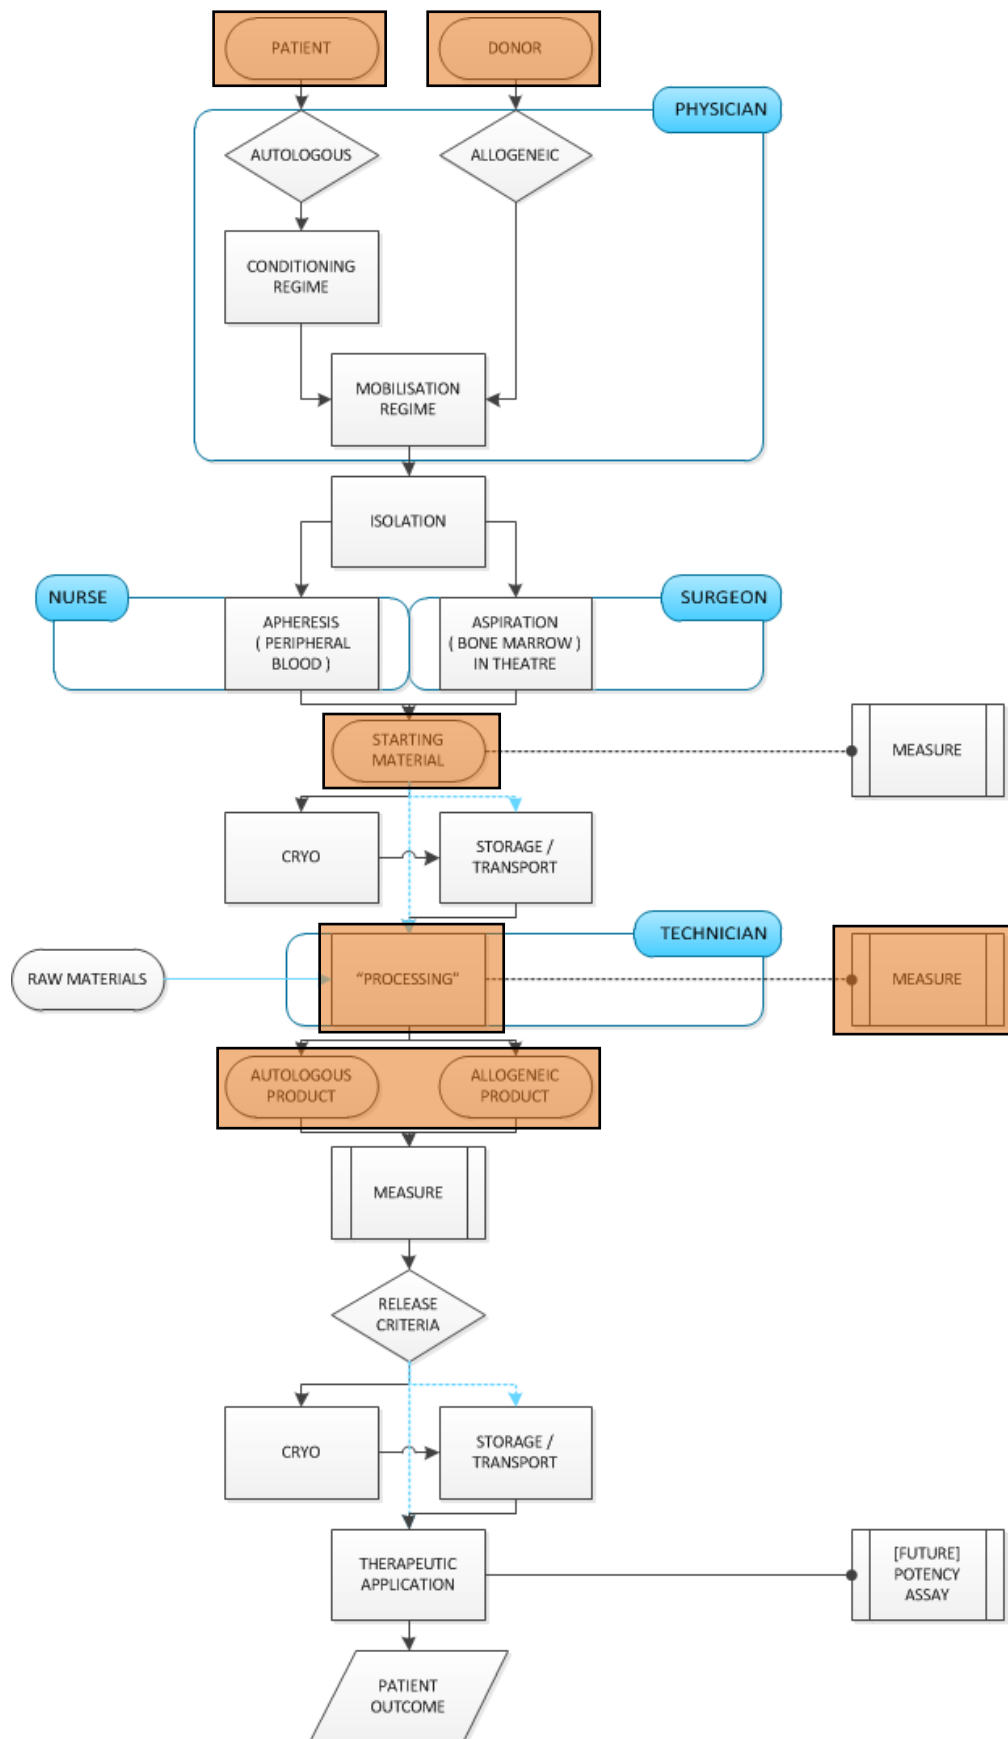 PATIENT
DONOR
PHYSICIAN
AUTOLOGOUS
ALLOGENEIC
CONDITIONING
REGIME
MOBILISATION
REGIME
ISOLATION
NURSE
SURGEON
APHERESIS
( PERIPHERAL
BLOOD )
ASPIRATION
( BONE MARROW )
IN THEATRE
STARTING
MATERIAL
MEASURE
CRYO
STORAGE /
TRANSPORT
TECHNICIAN
RAW MATERIALS
“PROCESSING”
MEASURE
AUTOLOGOUS
PRODUCT
ALLOGENEIC
PRODUCT
MEASURE
RELEASE
CRITERIA
CRYO
STORAGE /
TRANSPORT
THERAPEUTIC
APPLICATION
[FUTURE]
POTENCY
ASSAY
PATIENT
OUTCOME